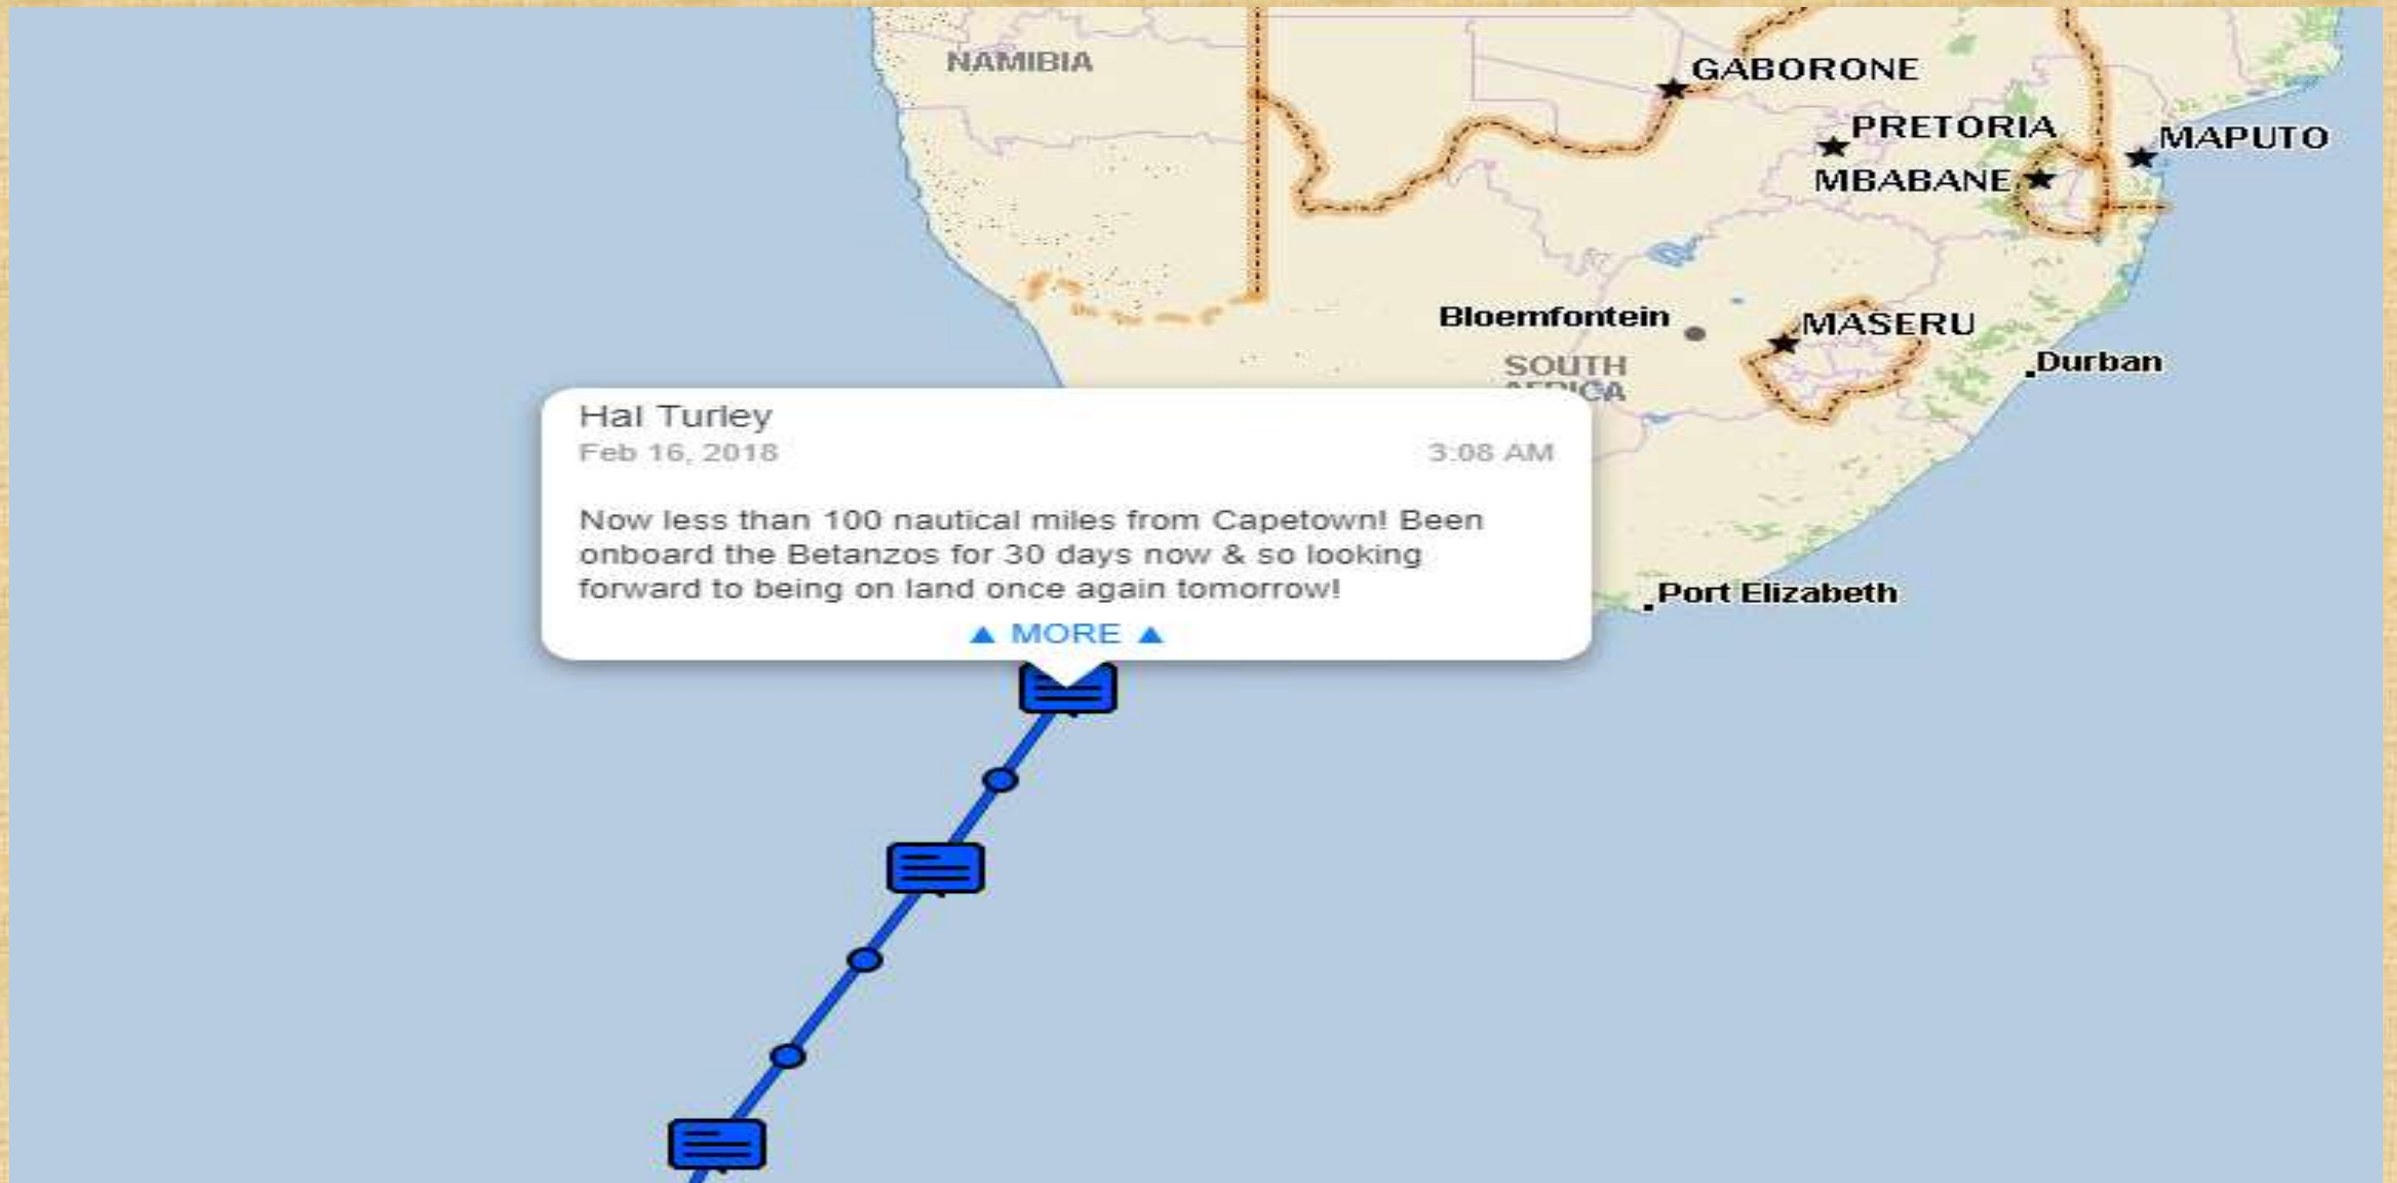 NAMIBIA
GABORONE
PRETORIA
MAPUTO
MBABANE
Bloemfontein
MASERU
SOUTH
AFRICA
Durban
Hal Turley
Feb 16, 2018 3:08 AM
Now less than 100 nautical miles from Capetown! Been
onboard the Betanzos for 30 days now & so looking
forward to being on land once again tomorrow!
▲ MORE ▲
Port Elizabeth